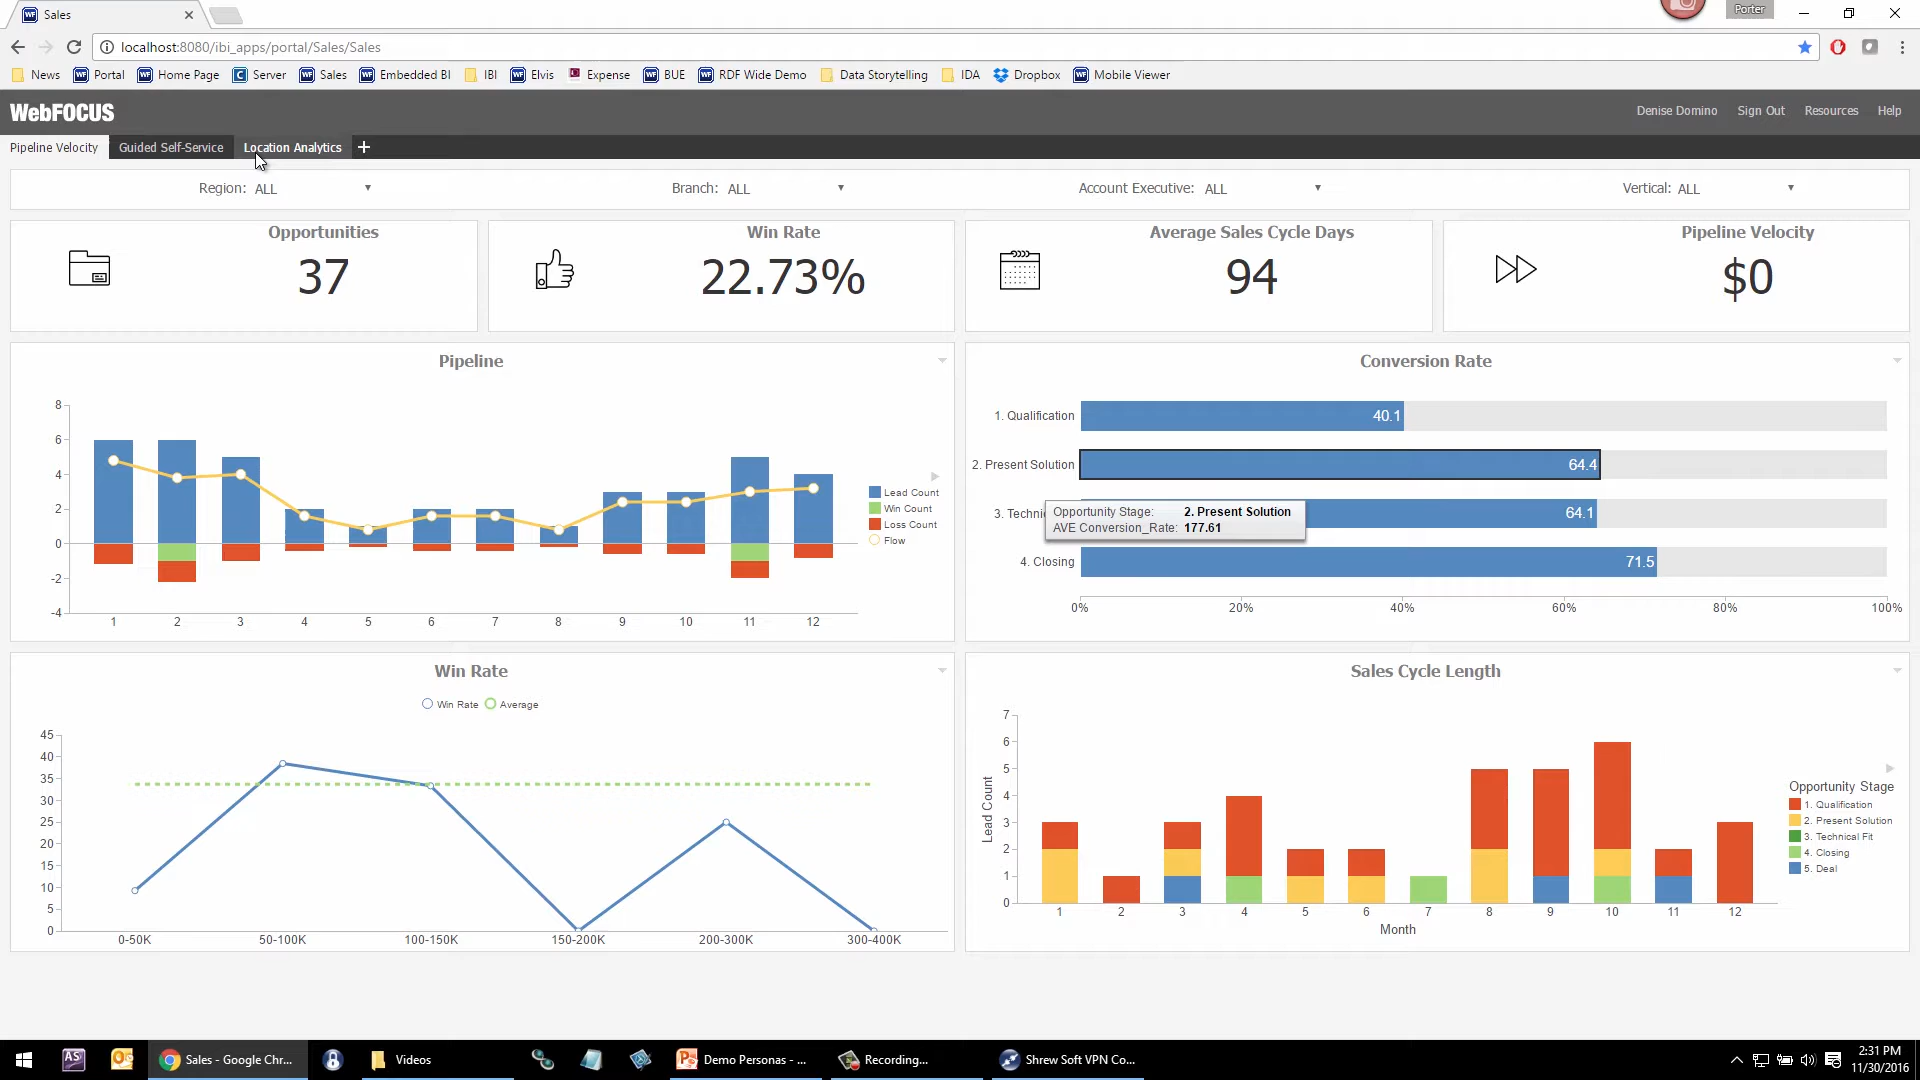 Sales
Porter
localhost:8080/ibi_apps/portal/Sales/Sales
News Portal Home Page Server Sales Embedded BI IBI Elvis Expense BUE RDF Wide Demo Data Storytelling IDA Dropbox Mobile Viewer
WebFOCUS
Denise Domino Sign Out Resources Help
Pipeline Velocity Guided Self-Service Location Analytics +
Region: ALL Branch: ALL Account Executive: ALL Vertical: ALL
Opportunities
37
Win Rate
22.73%
Average Sales Cycle Days
94
Pipeline Velocity
$0
Pipeline
8
6
4
2
0
-2
-4
1 2 3 4 5 6 7 8 9 10 11 12
Lead Count
Win Count
Loss Count
Flow
Conversion Rate
1. Qualification 40.1
2. Present Solution 64.4
3. Techni 64.1
Opportunity Stage: 2. Present Solution
AVE Conversion_Rate: 177.61
4. Closing 71.5
0% 20% 40% 60% 80% 100%
Win Rate
Win Rate Average
45
40
35
30
25
20
15
10
5
0
0-50K 50-100K 100-150K 150-200K 200-300K 300-400K
Sales Cycle Length
Lead Count
7
6
5
4
3
2
1
0
1 2 3 4 5 6 7 8 9 10 11 12
Month
Opportunity Stage
1. Qualification
2. Present Solution
3. Technical Fit
4. Closing
5. Deal
Sales - Google Chr... Videos Demo Personas - ... Recording... Shrew Soft VPN Co...
2:31 PM
11/30/2016